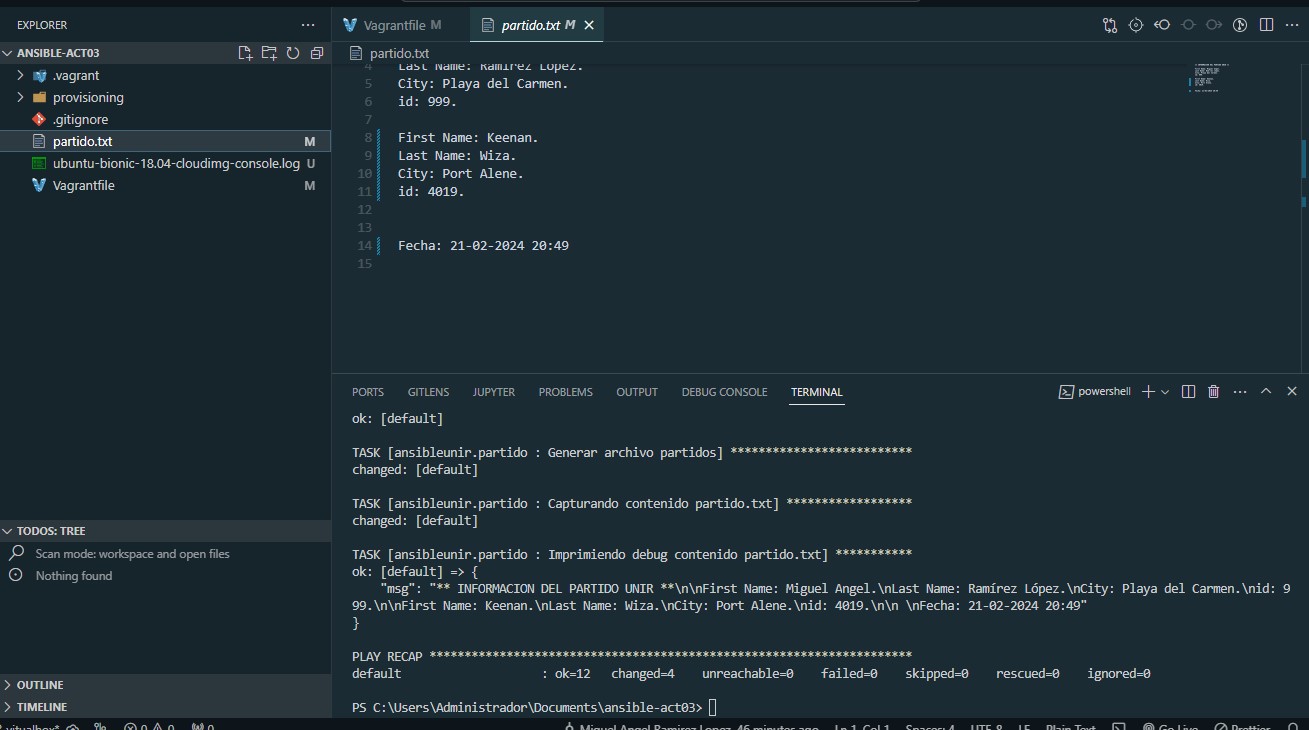 EXPLORER
ANSIBLE-ACT03
.vagrant
provisioning
.gitignore
partido.txt M
ubuntu-bionic-18.04-cloudimg-console.log U
Vagrantfile M
TODOS: TREE
Scan mode: workspace and open files
Nothing found
OUTLINE
TIMELINE
Vagrantfile M
partido.txt M
partido.txt
4 Last Name: Ramírez López.
5 City: Playa del Carmen.
6 id: 999.
7
8 First Name: Keenan.
9 Last Name: Wiza.
10 City: Port Alene.
11 id: 4019.
12
13
14 Fecha: 21-02-2024 20:49
15
PORTS GITLENS JUPYTER PROBLEMS OUTPUT DEBUG CONSOLE TERMINAL
powershell
ok: [default]
TASK [ansibleunir.partido : Generar archivo partidos] **************************
changed: [default]
TASK [ansibleunir.partido : Capturando contenido partido.txt] ******************
changed: [default]
TASK [ansibleunir.partido : Imprimiendo debug contenido partido.txt] ***********
ok: [default] => {
"msg": "** INFORMACION DEL PARTIDO UNIR **\n\nFirst Name: Miguel Angel.\nLast Name: Ramírez López.\nCity: Playa del Carmen.\nid: 9
99.\n\nFirst Name: Keenan.\nLast Name: Wiza.\nCity: Port Alene.\nid: 4019.\n\n \nFecha: 21-02-2024 20:49"
}
PLAY RECAP *********************************************************************
default : ok=12 changed=4 unreachable=0 failed=0 skipped=0 rescued=0 ignored=0
PS C:\Users\Administrador\Documents\ansible-act03>
virtualbox* 0 0 0 Miguel Angel Ramirez Lopez, 46 minutes ago Ln 1, Col 1 Spaces: 4 UTF-8 LF Plain Text Go Live Prettier